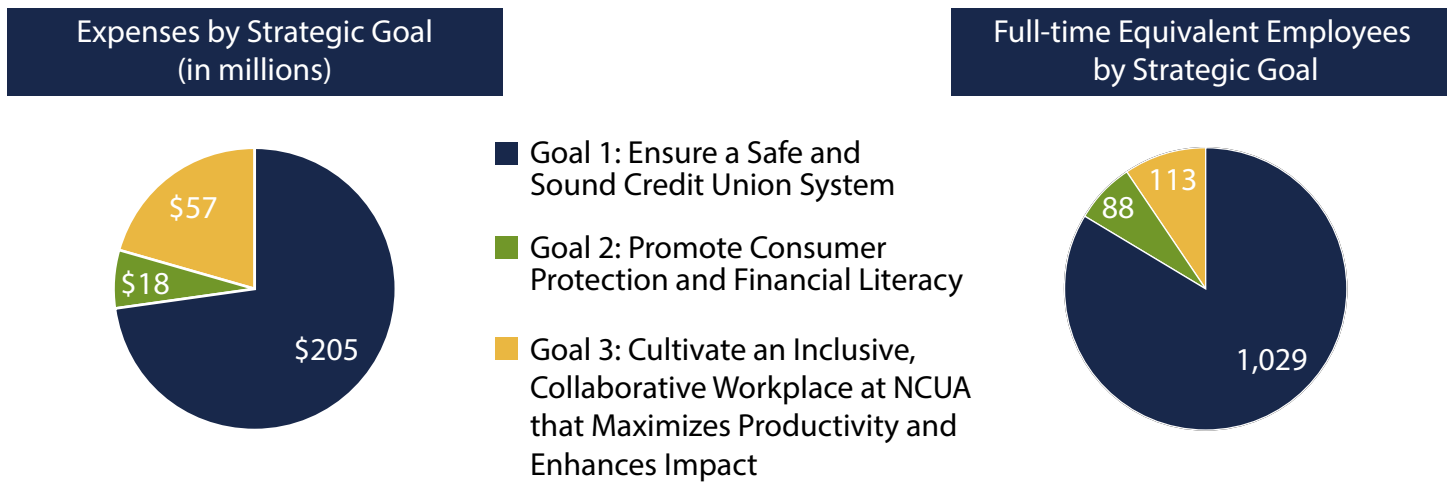 Expenses by Strategic Goal
(in millions)
$57
$18
$205
Goal 1: Ensure a Safe and
Sound Credit Union System
Goal 2: Promote Consumer
Protection and Financial Literacy
Goal 3: Cultivate an Inclusive,
Collaborative Workplace at NCUA
that Maximizes Productivity and
Enhances Impact
Full-time Equivalent Employees
by Strategic Goal
113
88
1,029